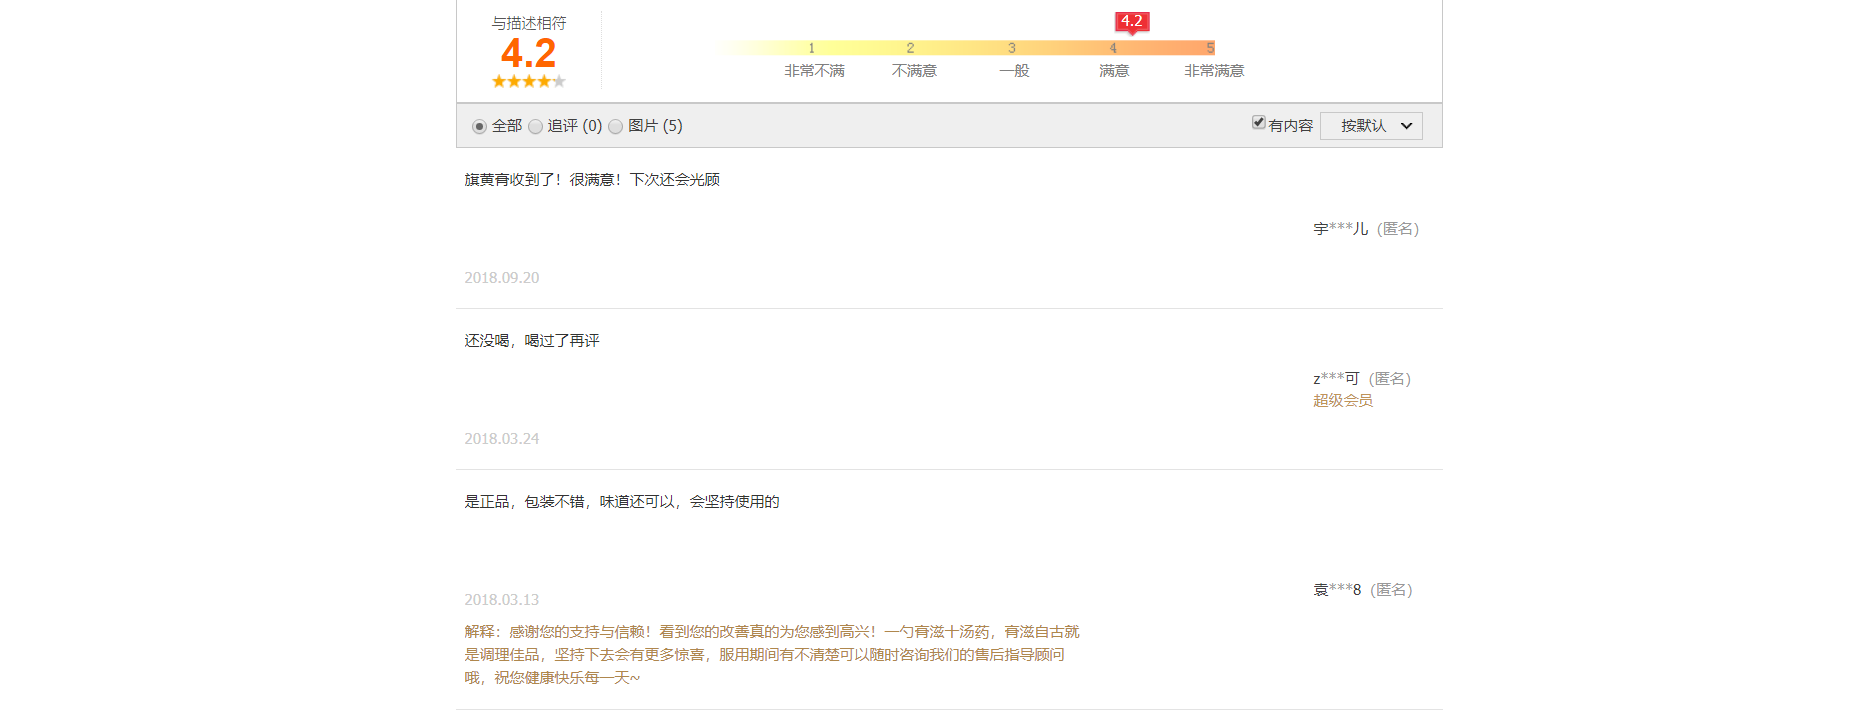 与描述相符
4.2
4.2
1 2 3 4 5
非常不满 不满意 一般 满意 非常满意
全部 追评 (0) 图片 (5) 有内容 按默认
旗黄膏收到了！很满意！下次还会光顾
宇***儿（匿名）
2018.09.20
还没喝，喝过了再评
z***可（匿名）
超级会员
2018.03.24
是正品，包装不错，味道还可以，会坚持使用的
袁***8（匿名）
2018.03.13
解释：感谢您的支持与信赖！看到您的改善真的为您感到高兴！一勺膏滋十汤药，膏滋自古就
是调理佳品，坚持下去会有更多惊喜，服用期间有不清楚可以随时咨询我们的售后指导顾问
哦，祝您健康快乐每一天~